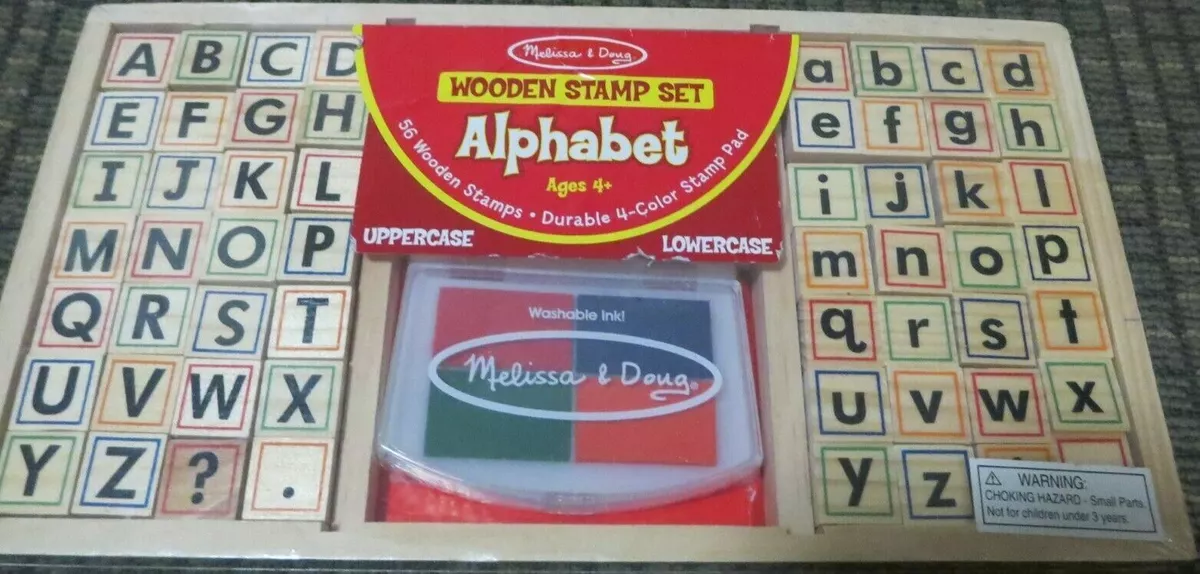 A B C D
E F G H
I J K L
M N O P
Q R S T
U V W X
Y Z ? .
Melissa & Doug
WOODEN STAMP SET
Alphabet
Ages 4+
56 Wooden Stamps • Durable 4-Color Stamp Pad
UPPERCASE
LOWERCASE
Washable Ink!
Melissa & Doug®
a b c d
e f g h
i j k l
m n o p
q r s t
u v w x
y z
⚠ WARNING:
CHOKING HAZARD - Small Parts.
Not for children under 3 years.